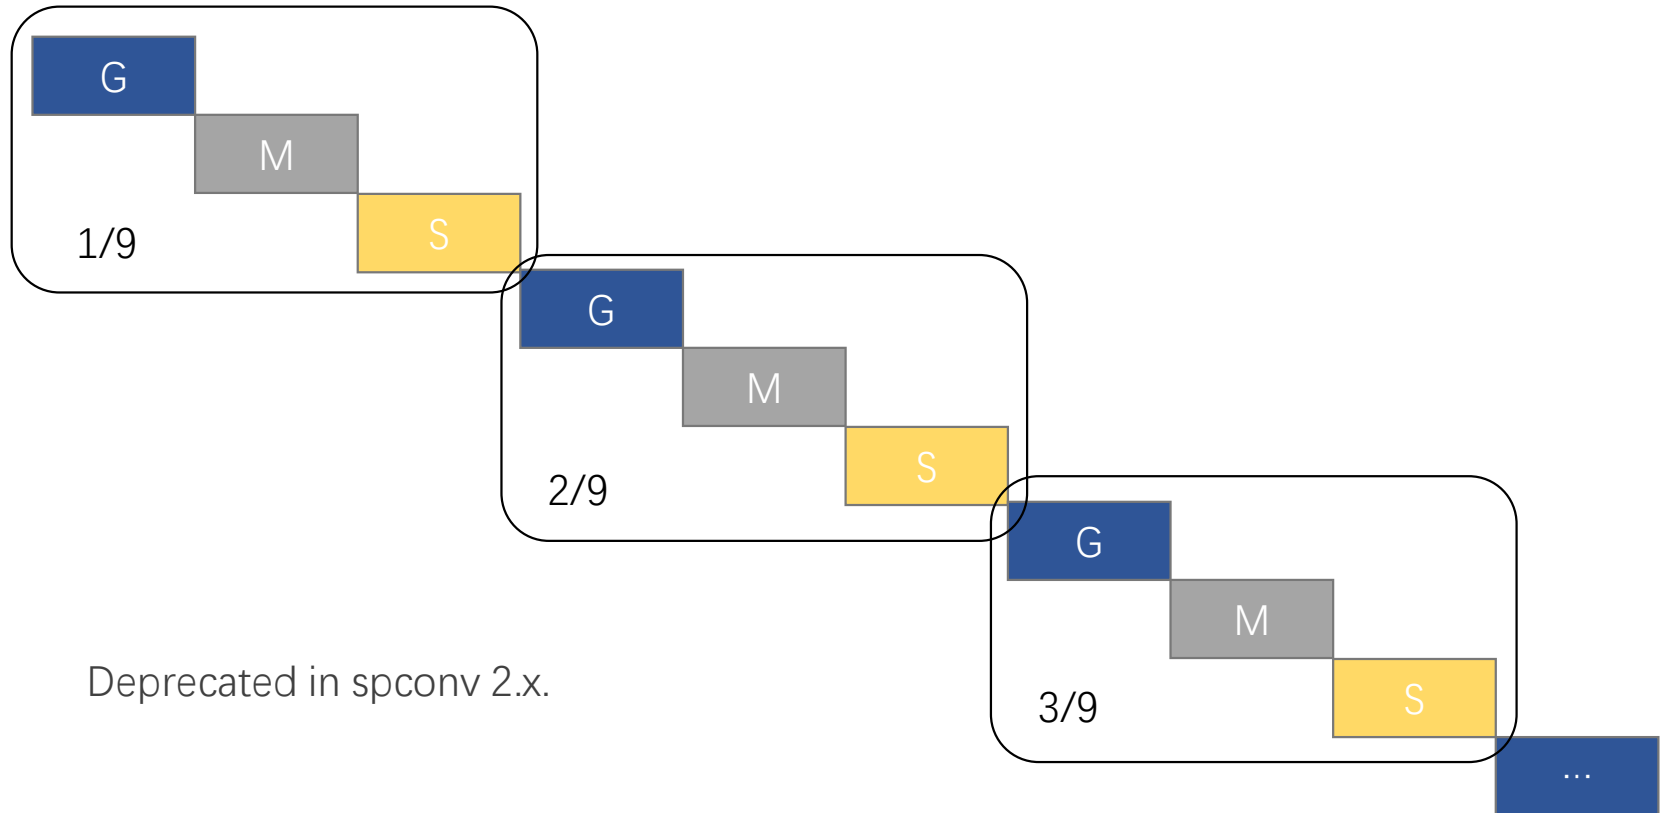 G
M
S
1/9
G
M
S
2/9
G
M
S
3/9
Deprecated in spconv 2.x.
...